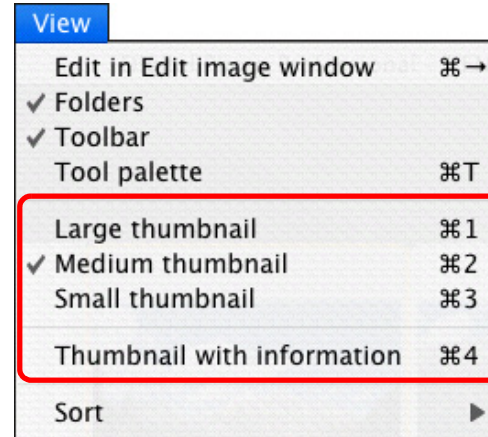 View
Edit in Edit image window ⌘→
✓ Folders
✓ Toolbar
Tool palette ⌘T
Large thumbnail ⌘1
✓ Medium thumbnail ⌘2
Small thumbnail ⌘3
Thumbnail with information ⌘4
Sort ▶